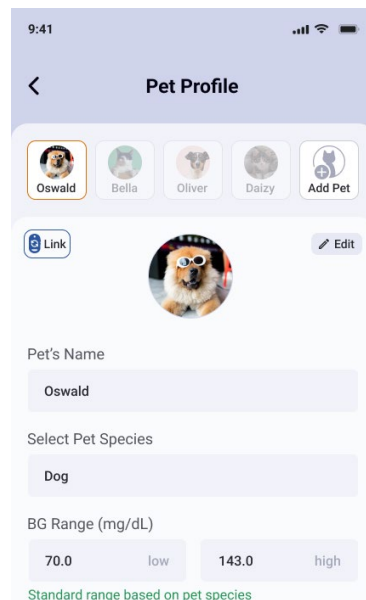 9:41
Pet Profile
Oswald Bella Oliver Daizy Add Pet
Link Edit
Pet's Name
Oswald
Select Pet Species
Dog
BG Range (mg/dL)
70.0 low 143.0 high
Standard range based on pet species